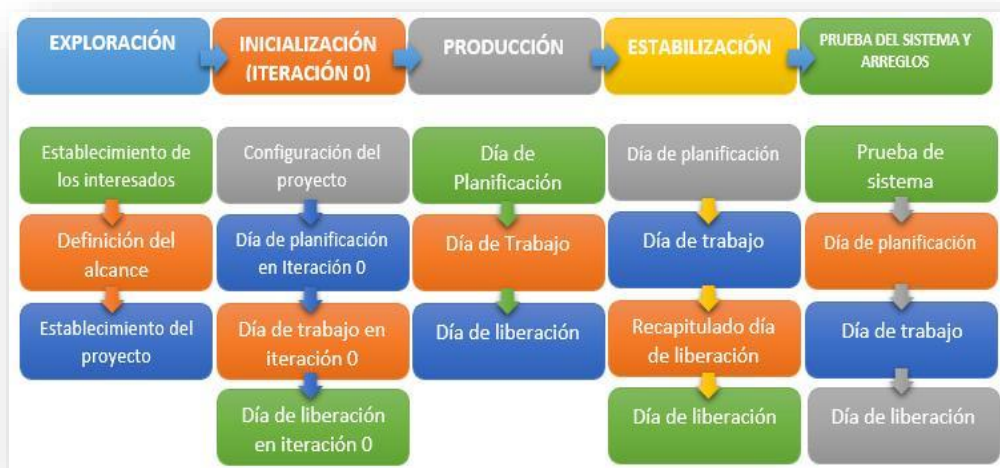 EXPLORACIÓN
INICIALIZACIÓN
(ITERACIÓN 0)
PRODUCCIÓN
ESTABILIZACIÓN
PRUEBA DEL SISTEMA Y
ARREGLOS
Establecimiento de
los interesados
Definición del
alcance
Establecimiento del
proyecto
Configuración del
proyecto
Día de planificación
en Iteración 0
Día de trabajo en
iteración 0
Día de liberación
en iteración 0
Día de
Planificación
Día de Trabajo
Día de liberación
Día de planificación
Día de trabajo
Recapitulado día
de liberación
Día de liberación
Prueba de
sistema
Día de planificación
Día de trabajo
Día de liberación